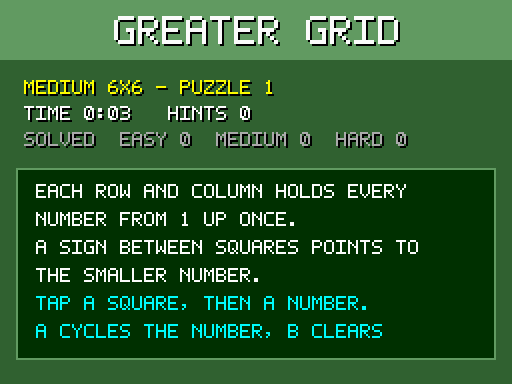 GREATER GRID
MEDIUM 6X6 - PUZZLE 1
TIME 0:03   HINTS 0
SOLVED  EASY 0  MEDIUM 0  HARD 0
EACH ROW AND COLUMN HOLDS EVERY
NUMBER FROM 1 UP ONCE.
A SIGN BETWEEN SQUARES POINTS TO
THE SMALLER NUMBER.
TAP A SQUARE, THEN A NUMBER.
A CYCLES THE NUMBER, B CLEARS